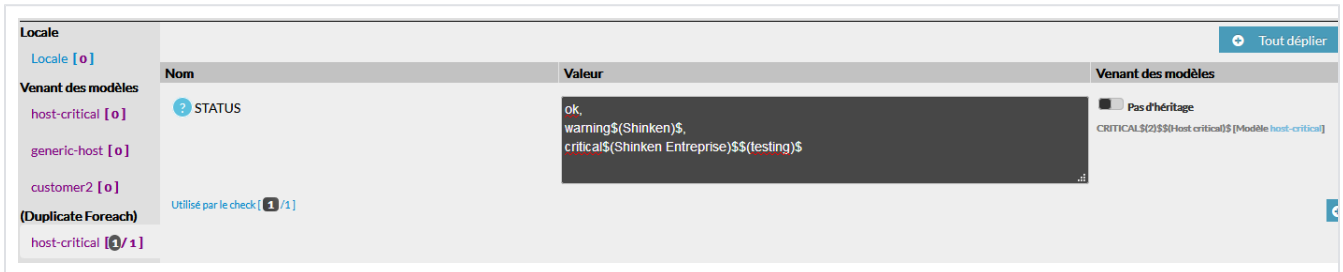 Locale
Locale [ 0 ]
Venant des modèles
host-critical [ 0 ]
generic-host [ 0 ]
customer2 [ 0 ]
(Duplicate Foreach)
host-critical [ 1 / 1 ]
Tout déplier
Nom Valeur Venant des modèles
STATUS
ok,
warning$(Shinken)$,
critical$(Shinken Entreprise)$$(testing)$
Pas d'héritage
CRITICAL$(2)$$(Host critical)$ [Modèle host-critical]
Utilisé par le check [ 1 /1 ]